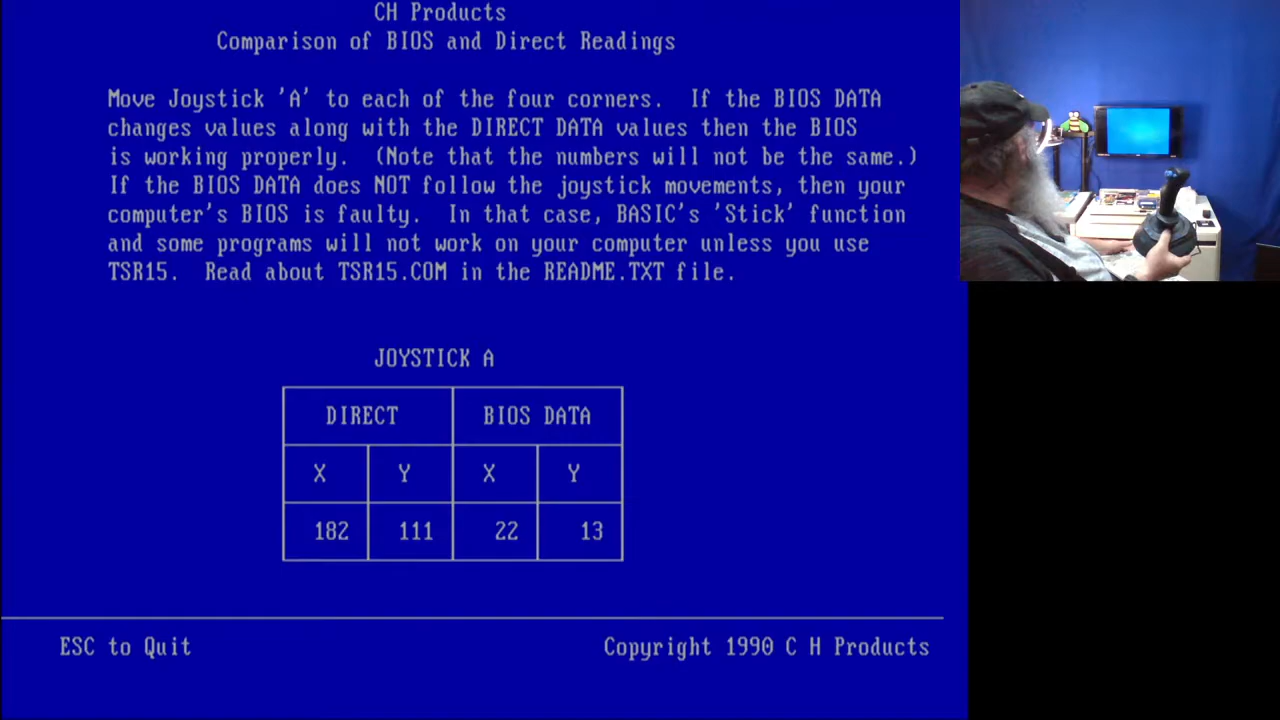 CH Products
Comparison of BIOS and Direct Readings
Move Joystick 'A' to each of the four corners.  If the BIOS DATA
changes values along with the DIRECT DATA values then the BIOS
is working properly.  (Note that the numbers will not be the same.)
If the BIOS DATA does NOT follow the joystick movements, then your
computer's BIOS is faulty.  In that case, BASIC's 'Stick' function
and some programs will not work on your computer unless you use
TSR15.  Read about TSR15.COM in the README.TXT file.
JOYSTICK A
DIRECT BIOS DATA
X Y X Y
182 111 22 13
ESC to Quit Copyright 1990 C H Products